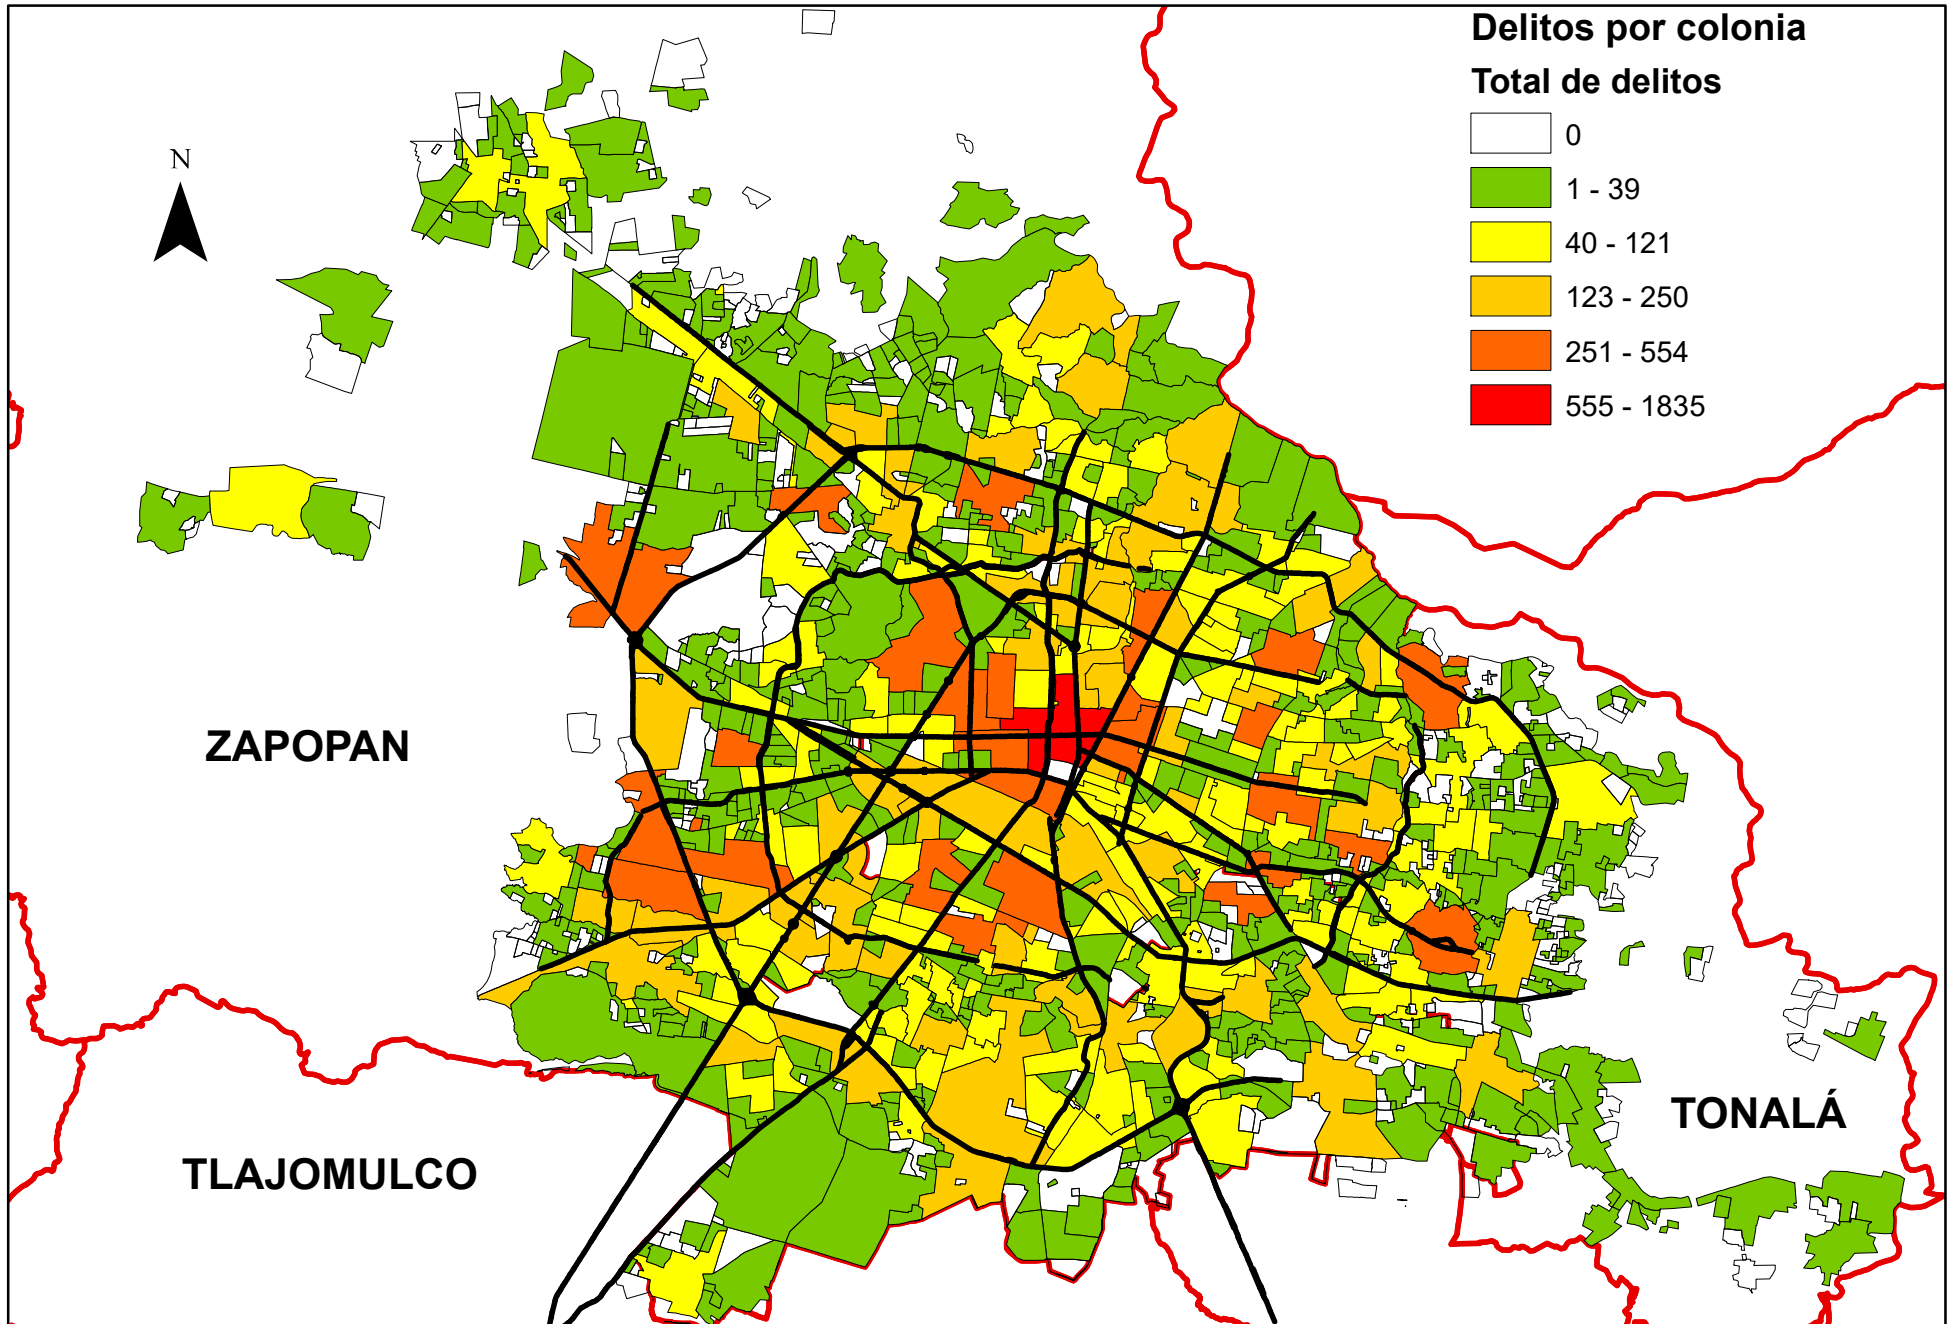 Delitos por colonia
Total de delitos
0
1 - 39
40 - 121
123 - 250
251 - 554
555 - 1835
N
ZAPOPAN
TONALÁ
TLAJOMULCO